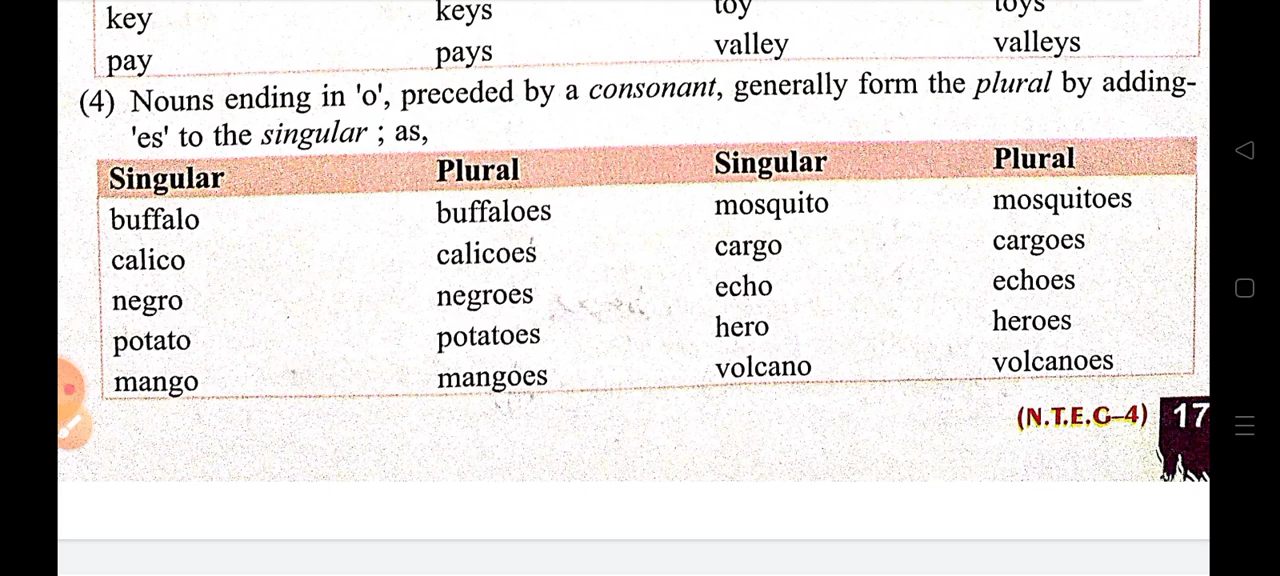 key keys toy toys
pay pays valley valleys
(4) Nouns ending in 'o', preceded by a consonant, generally form the plural by adding-
'es' to the singular ; as,
Singular Plural Singular Plural
buffalo buffaloes mosquito mosquitoes
calico calicoes cargo cargoes
negro negroes echo echoes
potato potatoes hero heroes
mango mangoes volcano volcanoes
(N.T.E.G-4) 17